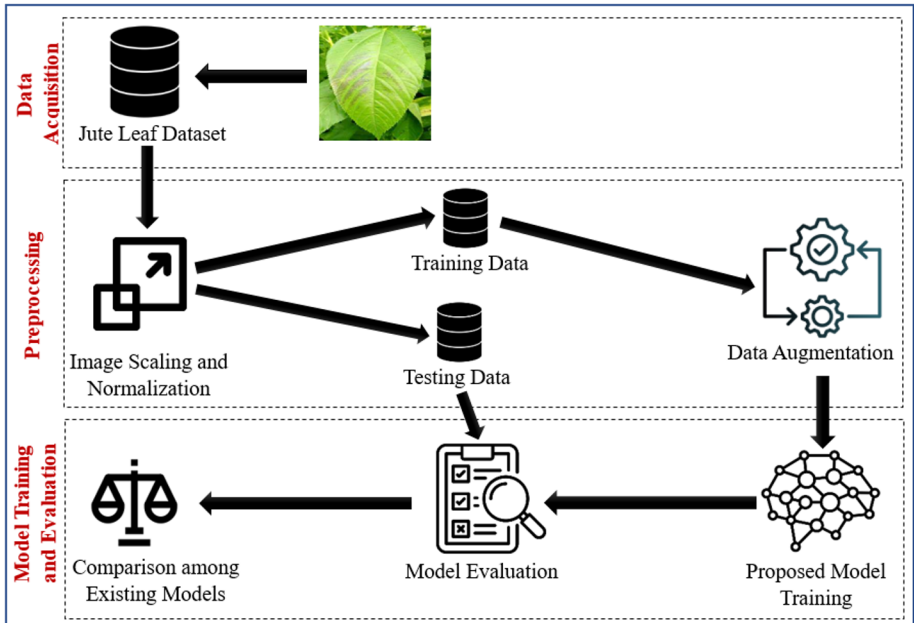 Data
Acquisition
Jute Leaf Dataset
Preprocessing
Training Data
Image Scaling and
Normalization
Testing Data
Data Augmentation
Model Training
and Evaluation
Comparison among
Existing Models
Model Evaluation
Proposed Model
Training